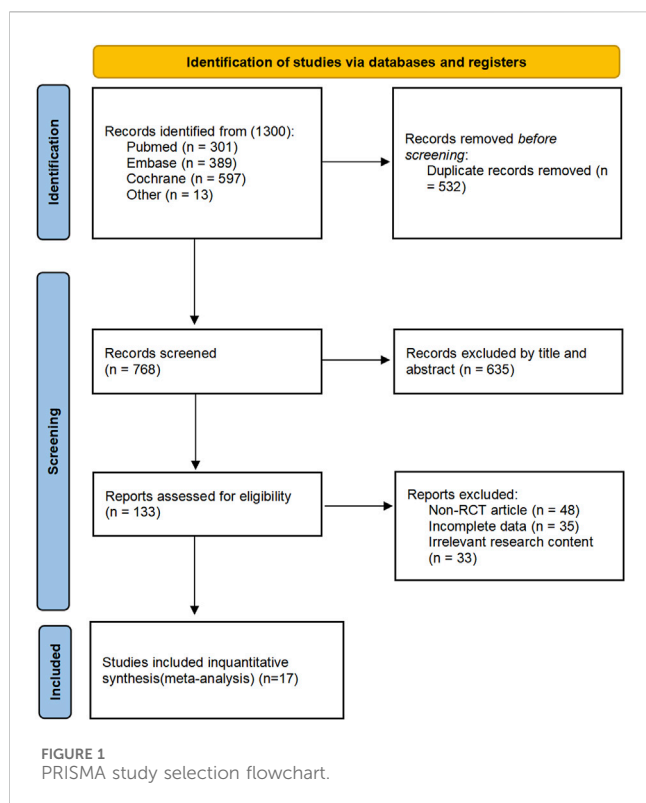 Identification of studies via databases and registers
Identification
Records identified from (1300):
Pubmed (n = 301)
Embase (n = 389)
Cochrane (n = 597)
Other (n = 13)
Records removed before
screening:
Duplicate records removed (n
= 532)
Screening
Records screened
(n = 768)
Records excluded by title and
abstract (n = 635)
Reports assessed for eligibility
(n = 133)
Reports excluded:
Non-RCT article (n = 48)
Incomplete data (n = 35)
Irrelevant research content
(n = 33)
Included
Studies included inquantitative
synthesis(meta-analysis) (n=17)
FIGURE 1
PRISMA study selection flowchart.